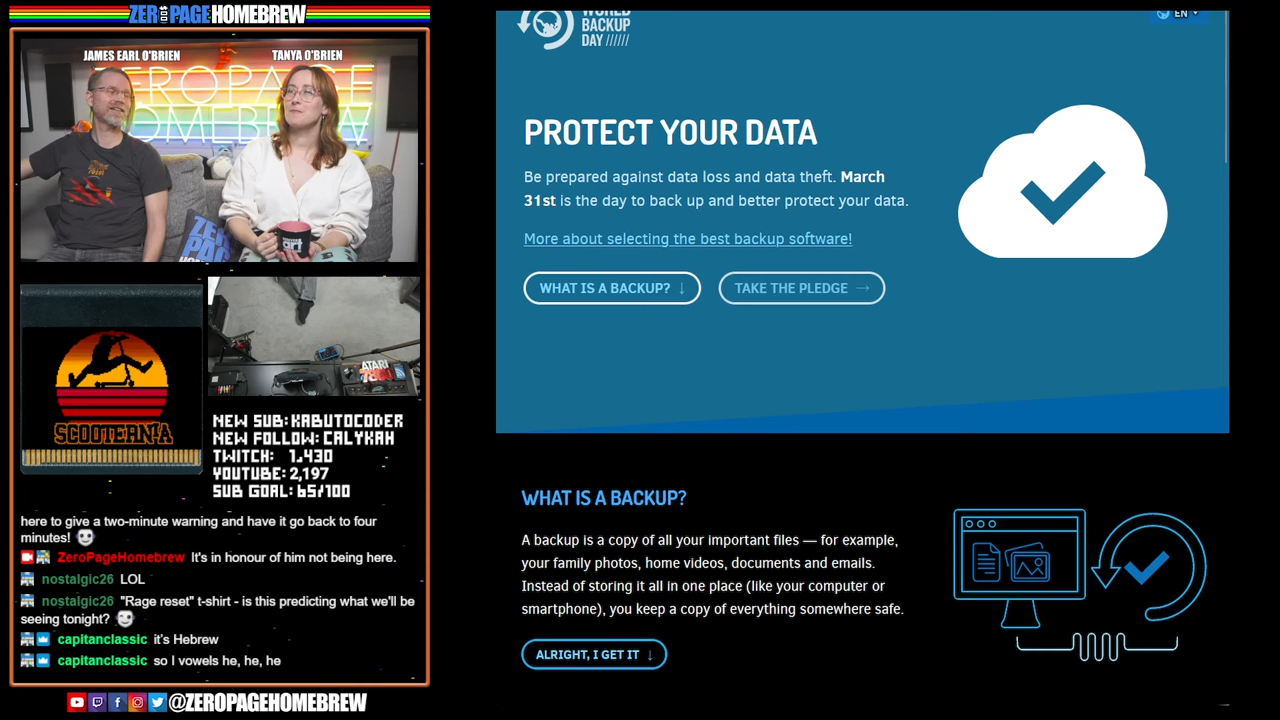 ZEROPAGE HOMEBREW
JAMES EARL O'BRIEN
TANYA O'BRIEN
ZEROPAGE
HOMEBREW
ZERO
PAGE
art
SCOOTERNIA
ATARI
7800
NEW SUB: KABUTOCODER
NEW FOLLOW: CALYKAH
TWITCH: 1,430
YOUTUBE: 2,197
SUB GOAL: 65/100
here to give a two-minute warning and have it go back to four
minutes!
ZeroPageHomebrew It's in honour of him not being here.
nostalgic26 LOL
nostalgic26 "Rage reset" t-shirt - is this predicting what we'll be
seeing tonight?
capitanclassic it's Hebrew
capitanclassic so I vowels he, he, he
@ZEROPAGEHOMEBREW
WORLD
BACKUP
DAY //////
EN
PROTECT YOUR DATA
Be prepared against data loss and data theft. March
31st is the day to back up and better protect your data.
More about selecting the best backup software!
WHAT IS A BACKUP? ↓
TAKE THE PLEDGE →
WHAT IS A BACKUP?
A backup is a copy of all your important files — for example,
your family photos, home videos, documents and emails.
Instead of storing it all in one place (like your computer or
smartphone), you keep a copy of everything somewhere safe.
ALRIGHT, I GET IT ↓